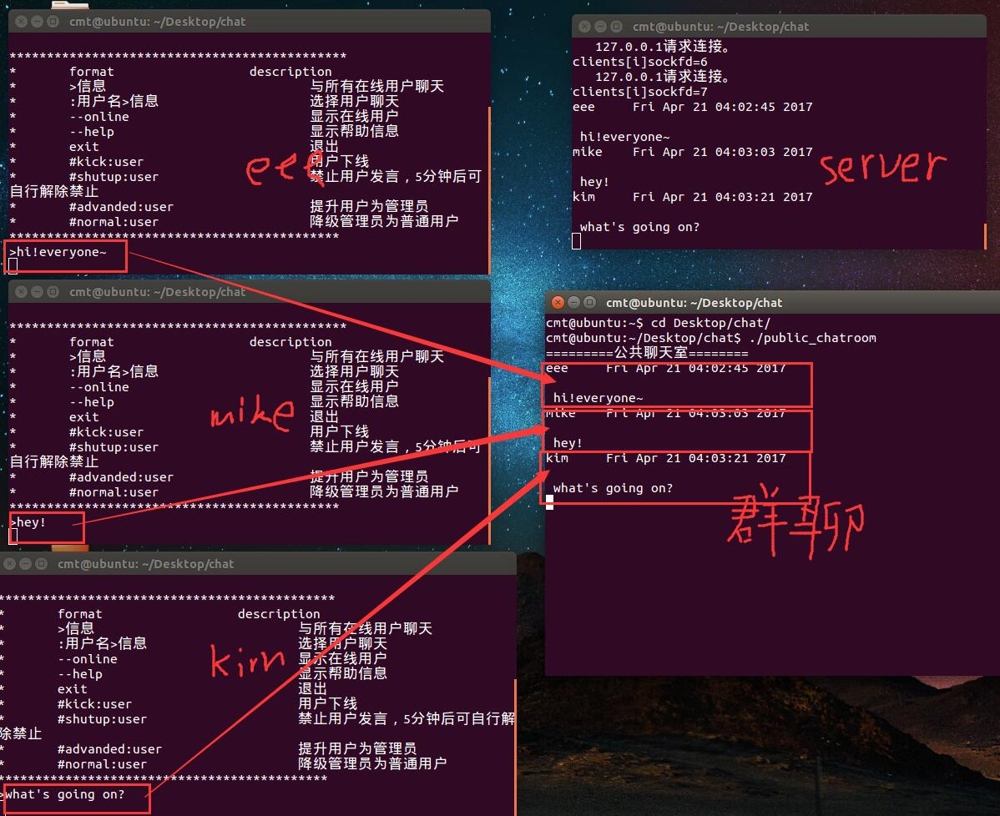 cmt@ubuntu: ~/Desktop/chat
*********************************************
* format description
* >信息 与所有在线用户聊天
* :用户名>信息 选择用户聊天
* --online 显示在线用户
* --help 显示帮助信息
* exit 退出
* #kick:user 用户下线
* #shutup:user 禁止用户发言，5分钟后可
自行解除禁止
* #advanded:user 提升用户为管理员
* #normal:user 降级管理员为普通用户
********************************************
>hi!everyone~
eee
cmt@ubuntu: ~/Desktop/chat
*********************************************
* format description
* >信息 与所有在线用户聊天
* :用户名>信息 选择用户聊天
* --online 显示在线用户
* --help 显示帮助信息
* exit 退出
* #kick:user 用户下线
* #shutup:user 禁止用户发言，5分钟后可
自行解除禁止
* #advanded:user 提升用户为管理员
* #normal:user 降级管理员为普通用户
********************************************
>hey!
mike
cmt@ubuntu: ~/Desktop/chat
*********************************************
* format description
* >信息 与所有在线用户聊天
* :用户名>信息 选择用户聊天
* --online 显示在线用户
* --help 显示帮助信息
* exit 退出
* #kick:user 用户下线
* #shutup:user 禁止用户发言，5分钟后可自行解
除禁止
* #advanded:user 提升用户为管理员
* #normal:user 降级管理员为普通用户
********************************************
>what's going on?
kim
cmt@ubuntu: ~/Desktop/chat
127.0.0.1请求连接。
clients[i]sockfd=6
127.0.0.1请求连接。
clients[i]sockfd=7
eee Fri Apr 21 04:02:45 2017
hi!everyone~
mike Fri Apr 21 04:03:03 2017
hey!
kim Fri Apr 21 04:03:21 2017
what's going on?
server
cmt@ubuntu: ~/Desktop/chat
cmt@ubuntu:~$ cd Desktop/chat/
cmt@ubuntu:~/Desktop/chat$ ./public_chatroom
=========公共聊天室========
eee Fri Apr 21 04:02:45 2017
hi!everyone~
mike Fri Apr 21 04:03:03 2017
hey!
kim Fri Apr 21 04:03:21 2017
what's going on?
群聊